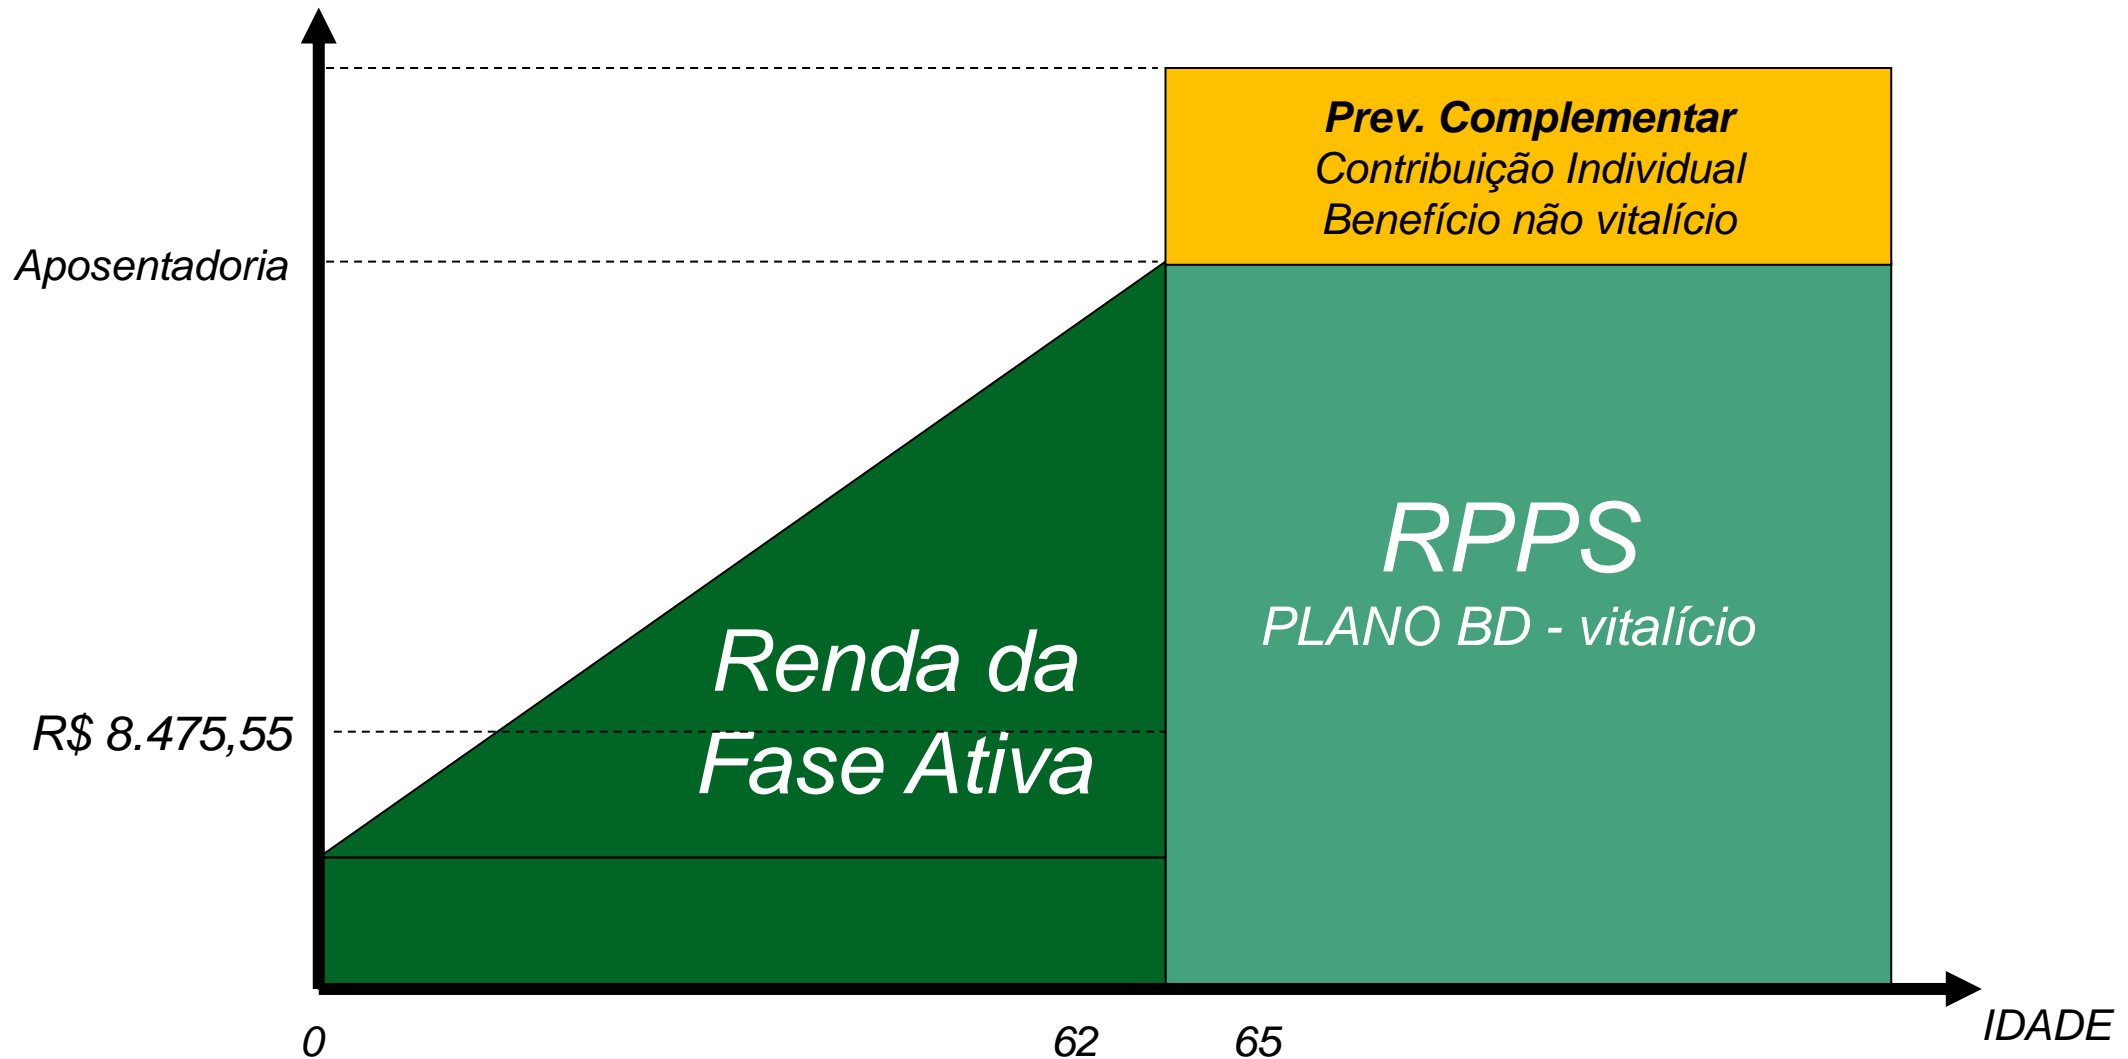 Prev. Complementar
Contribuição Individual
Benefício não vitalício
Aposentadoria
RPPS
PLANO BD - vitalício
Renda da
Fase Ativa
R$ 8.475,55
0
62
65
IDADE